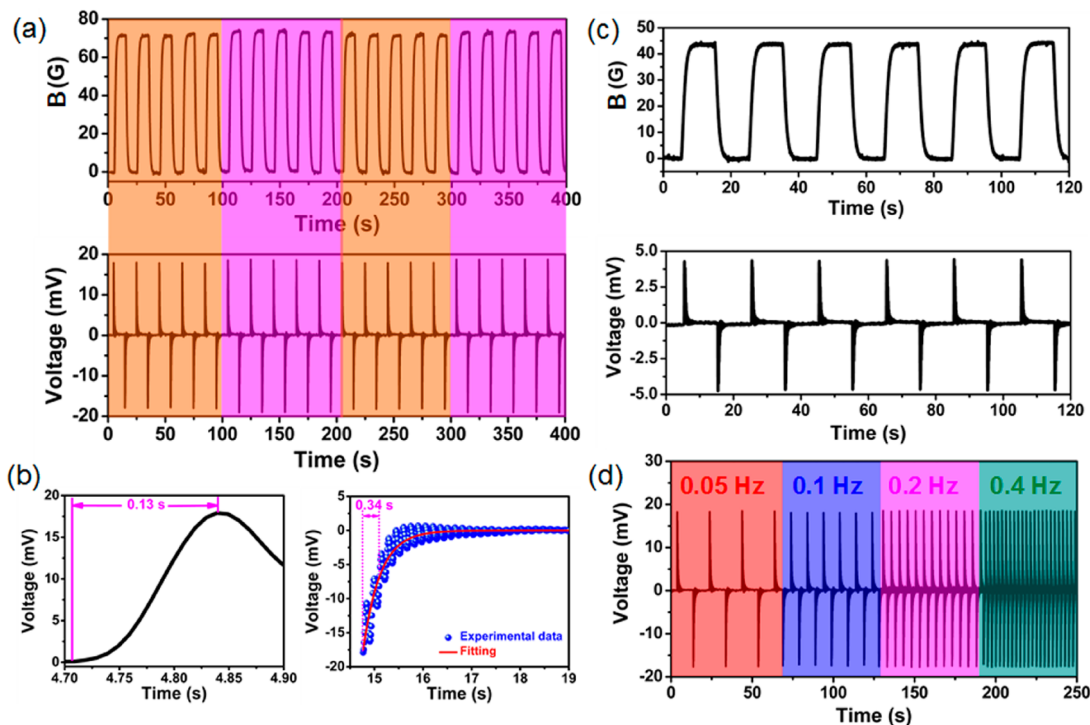 (a)
B (G)
80
60
40
20
0
0 50 100 150 200 250 300 350 400
Time (s)
Voltage (mV)
20
10
0
-10
-20
0 50 100 150 200 250 300 350 400
Time (s)
(b)
Voltage (mV)
20
15
10
5
0
0.13 s
4.70 4.75 4.80 4.85 4.90
Time (s)
Voltage (mV)
5
0
-5
-10
-15
-20
0.34 s
Experimental data
Fitting
15 16 17 18 19
Time (s)
(c)
B (G)
50
40
30
20
10
0
0 20 40 60 80 100 120
Time (s)
Voltage (mV)
5.0
2.5
0.0
-2.5
-5.0
0 20 40 60 80 100 120
Time (s)
(d)
Voltage (mV)
30
20
10
0
-10
-20
0.05 Hz 0.1 Hz 0.2 Hz 0.4 Hz
0 50 100 150 200 250
Time (s)